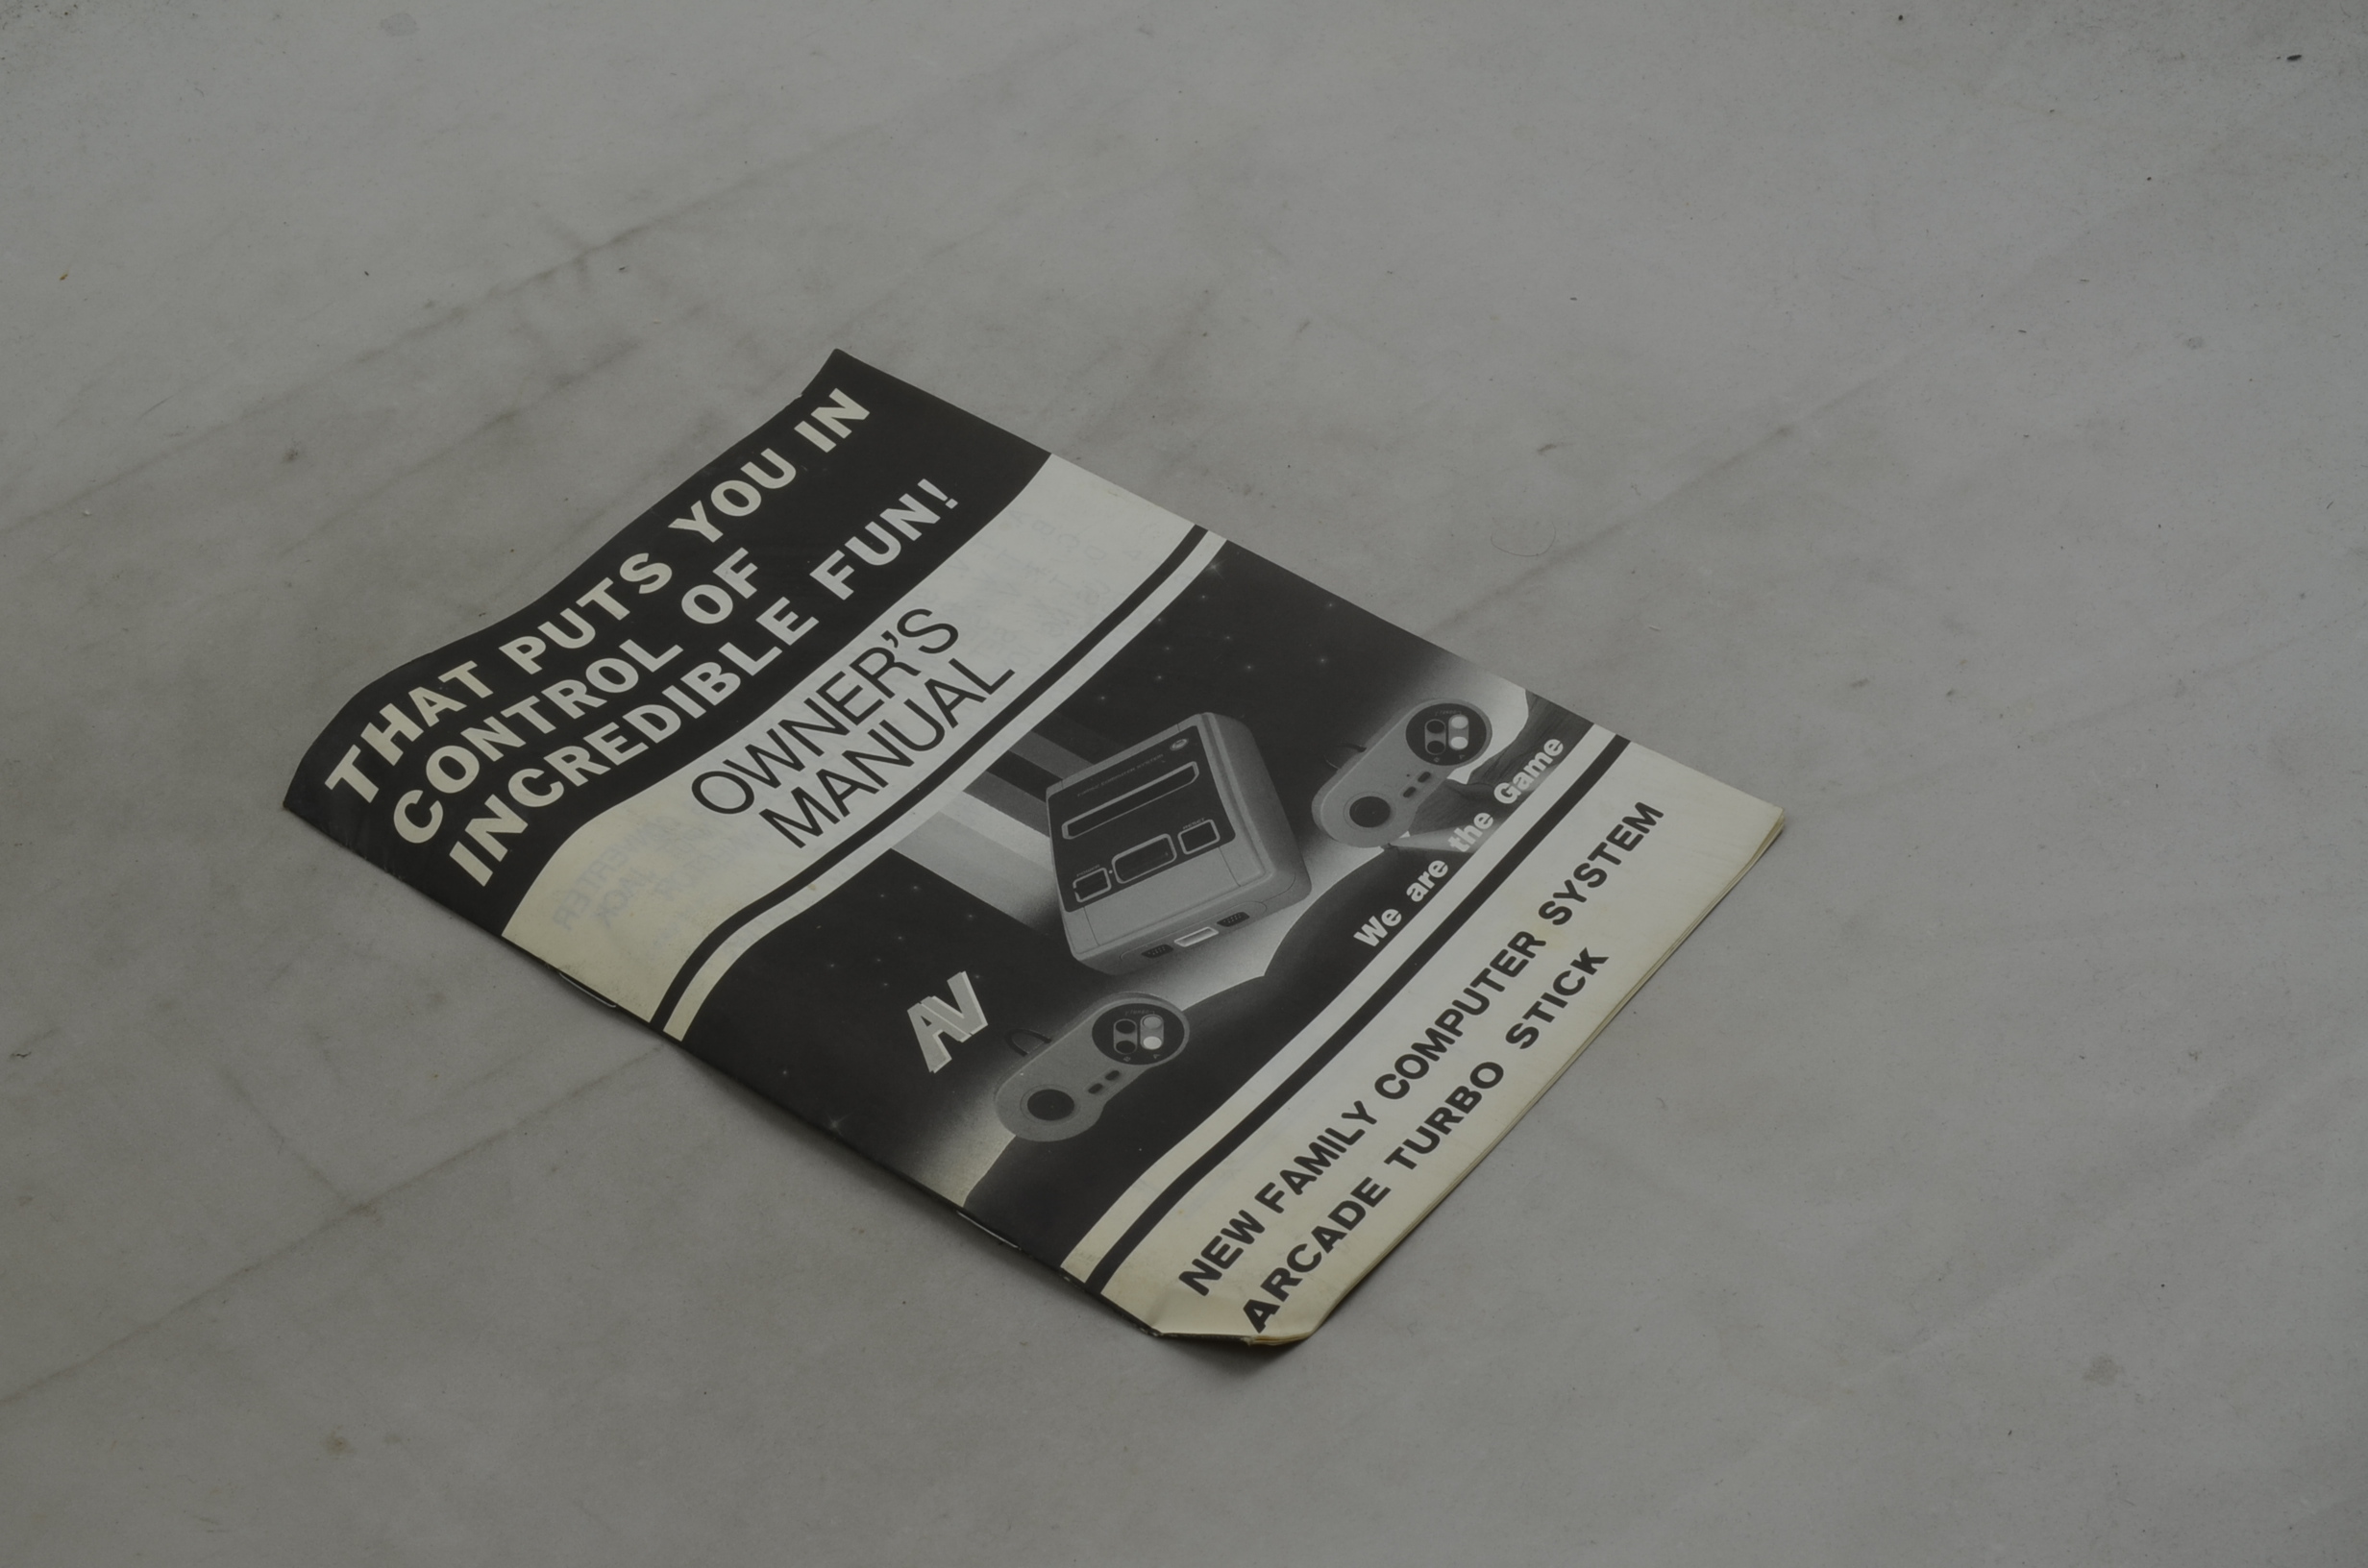 THAT PUTS YOU IN
CONTROL OF
INCREDIBLE FUN!
OWNER'S
MANUAL
AV
We are the Game
NEW FAMILY COMPUTER SYSTEM
ARCADE TURBO STICK